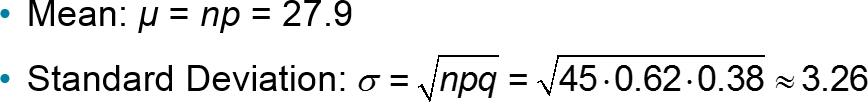 • Mean: μ = np = 27.9
• Standard Deviation: σ = √npq = √45·0.62·0.38 ≈ 3.26